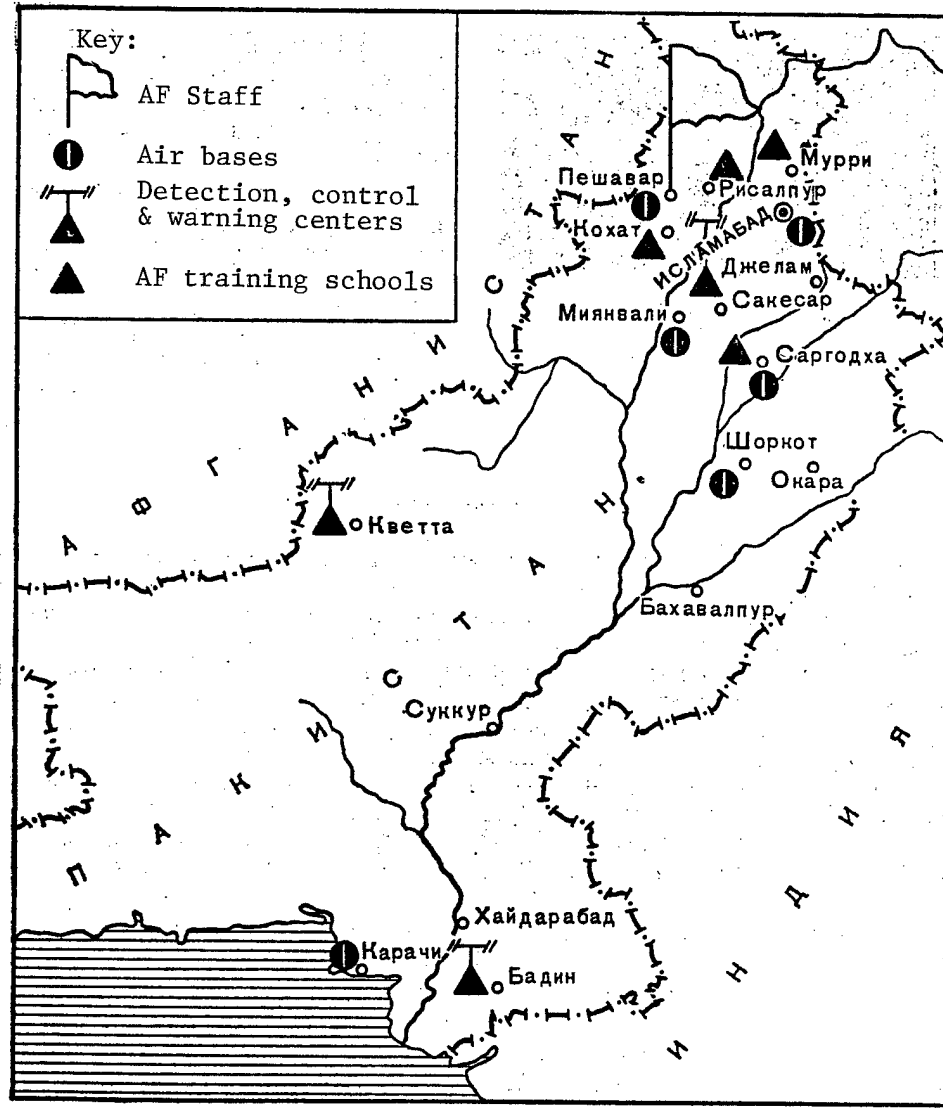 Key:
AF Staff
Air bases
Detection, control
& warning centers
AF training schools
Мурри
Пешавар
Рисалпур
Кохат
ИСЛАМАБАД
Джелам
Миянвали
Сакесар
Саргодха
Шоркот
Окара
Кветта
Бахавалпур
Суккур
Хайдарабад
Карачи
Бадин
АФГАНИСТАН
ПАКИСТАН
ИНДИЯ